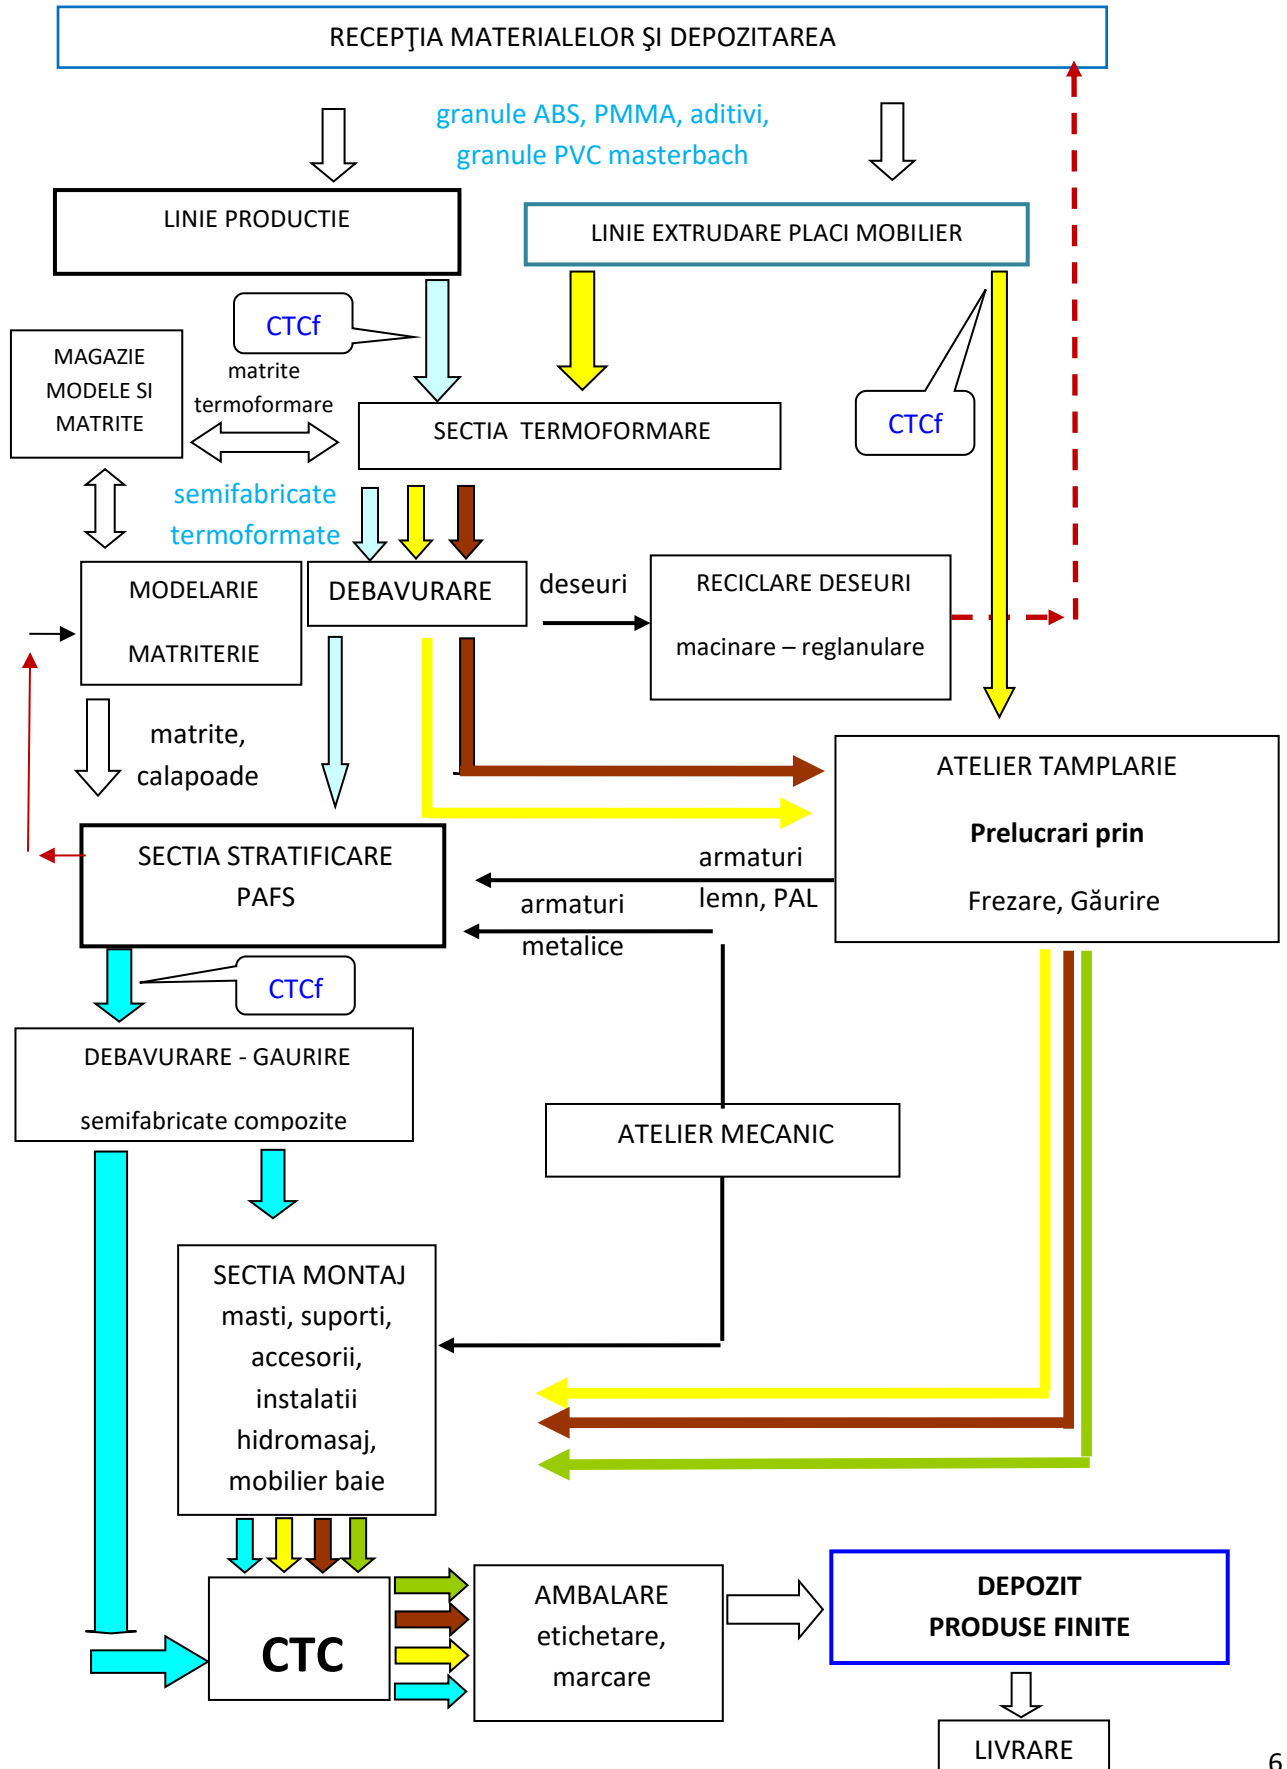 RECEPŢIA MATERIALELOR ŞI DEPOZITAREA
granule ABS, PMMA, aditivi,
granule PVC masterbach
LINIE PRODUCTIE
LINIE EXTRUDARE PLACI MOBILIER
CTCf
MAGAZIE
MODELE SI
MATRITE
matrite
termoformare
SECTIA  TERMOFORMARE
CTCf
semifabricate
termoformate
MODELARIE
MATRITERIE
DEBAVURARE
deseuri
RECICLARE DESEURI
macinare – reglanulare
matrite,
calapoade
ATELIER TAMPLARIE
Prelucrari prin
Frezare, Găurire
SECTIA STRATIFICARE
PAFS
armaturi
lemn, PAL
armaturi
metalice
CTCf
DEBAVURARE - GAURIRE
semifabricate compozite
ATELIER MECANIC
SECTIA MONTAJ
masti, suporti,
accesorii,
instalatii
hidromasaj,
mobilier baie
CTC
AMBALARE
etichetare,
marcare
DEPOZIT
PRODUSE FINITE
LIVRARE
6